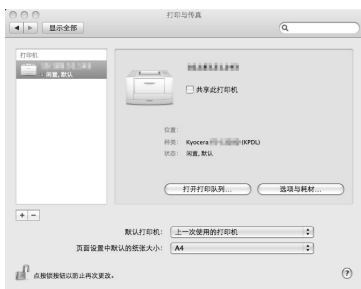 打印与传真
显示全部
打印机
· 闲置, 默认
共享此打印机
位置:
种类: Kyocera (KPDL)
状态: 闲置, 默认
打开打印队列... 选项与耗材...
+ −
默认打印机: 上一次使用的打印机
页面设置中默认的纸张大小: A4
点按锁按钮以防止再次更改。
?